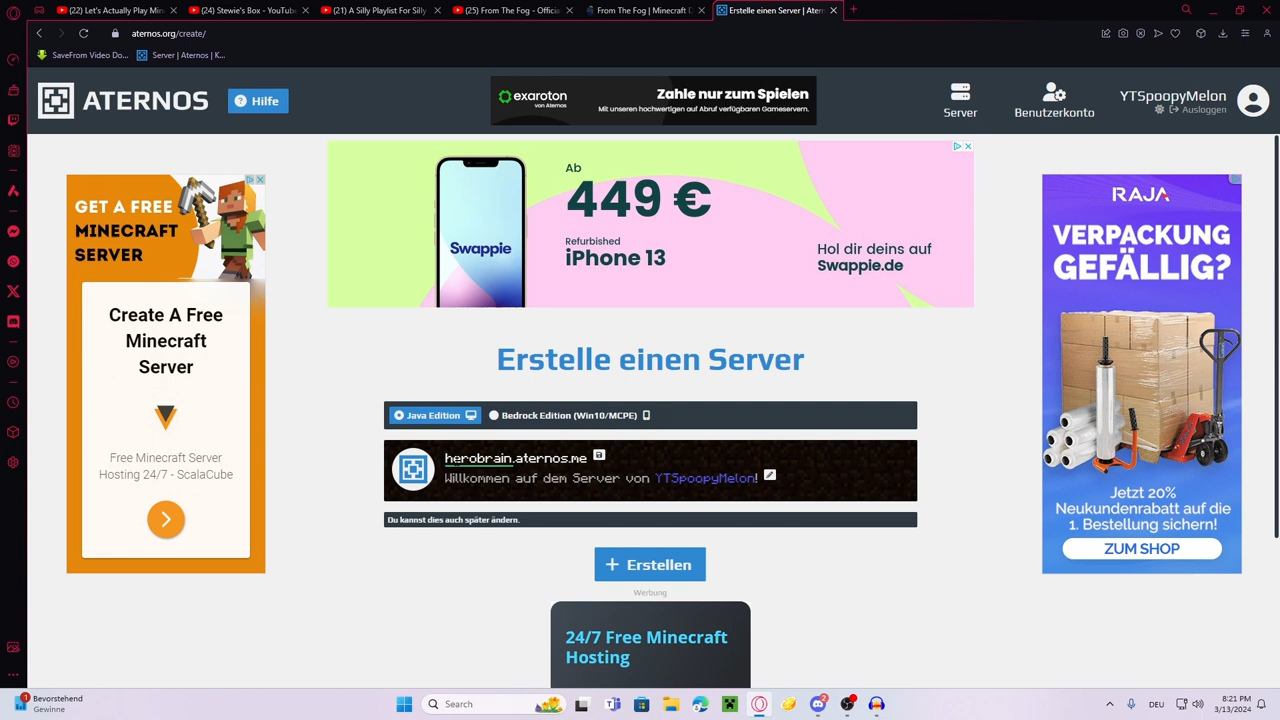 (22) Let's Actually Play Min
(24) Stewie's Box - YouTube
(21) A Silly Playlist For Silly
(25) From The Fog - Officia
From The Fog | Minecraft D
Erstelle einen Server | Atern
aternos.org/create/
SaveFrom Video Do...
Server | Aternos | K...
ATERNOS
Hilfe
exaroton
von Aternos
Zahle nur zum Spielen
Mit unseren hochwertigen auf Abruf verfügbaren Gameservern.
Server
Benutzerkonto
YTSpoopyMelon
Ausloggen
GET A FREE
MINECRAFT
SERVER
Create A Free
Minecraft
Server
Free Minecraft Server
Hosting 24/7 - ScalaCube
Swappie
Ab
449 €
Refurbished
iPhone 13
Hol dir deins auf
Swappie.de
RAJA
VERPACKUNG
GEFÄLLIG?
Jetzt 20%
Neukundenrabatt auf die
1. Bestellung sichern!
ZUM SHOP
Erstelle einen Server
Java Edition
Bedrock Edition (Win10/MCPE)
herobrain.aternos.me
Willkommen auf dem Server von YTSpoopyMelon!
Du kannst dies auch später ändern.
+ Erstellen
Werbung
24/7 Free Minecraft
Hosting
1
Bevorstehend
Gewinne
Search
2
DEU
8:21 PM
3/13/2024